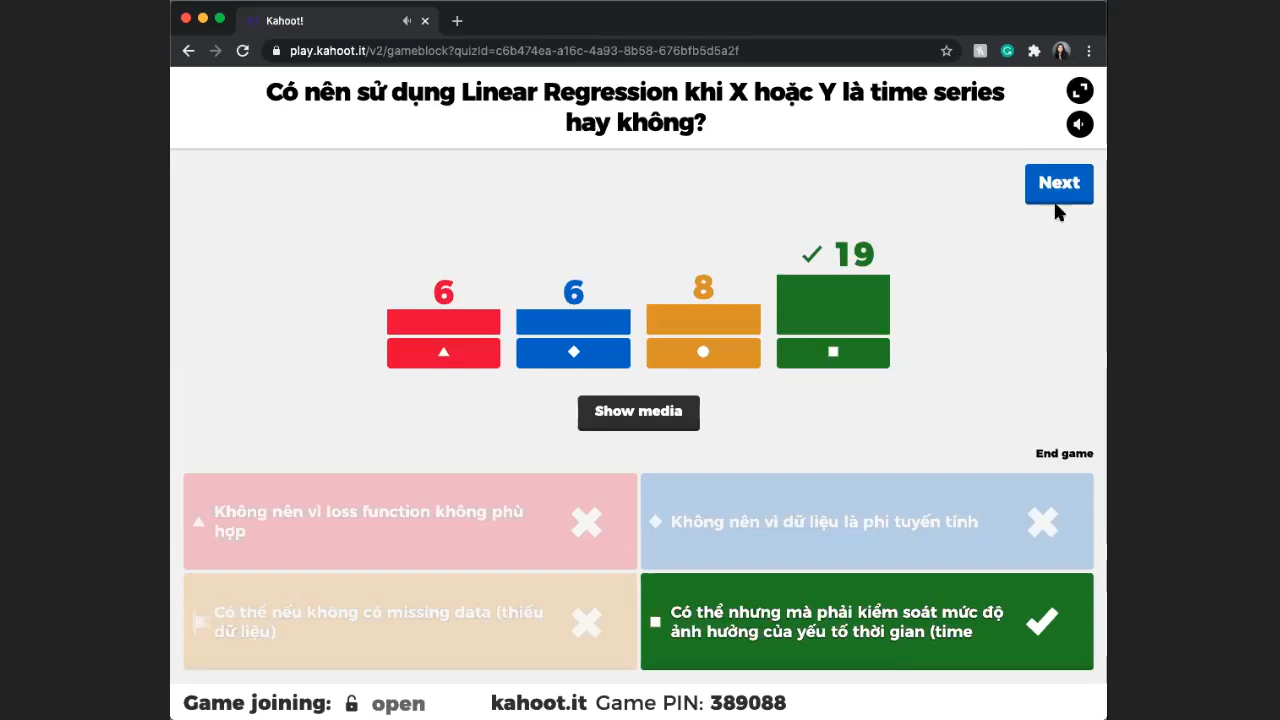 Kahoot!
play.kahoot.it/v2/gameblock?quizId=c6b474ea-a16c-4a93-8b58-676bfb5d5a2f
Có nên sử dụng Linear Regression khi X hoặc Y là time series
hay không?
Next
6
6
8
19
Show media
End game
Không nên vì loss function không phù
hợp
Không nên vì dữ liệu là phi tuyến tính
Có thể nếu không có missing data (thiếu
dữ liệu)
Có thể nhưng mà phải kiểm soát mức độ
ảnh hưởng của yếu tố thời gian (time
Game joining: open
kahoot.it Game PIN: 389088